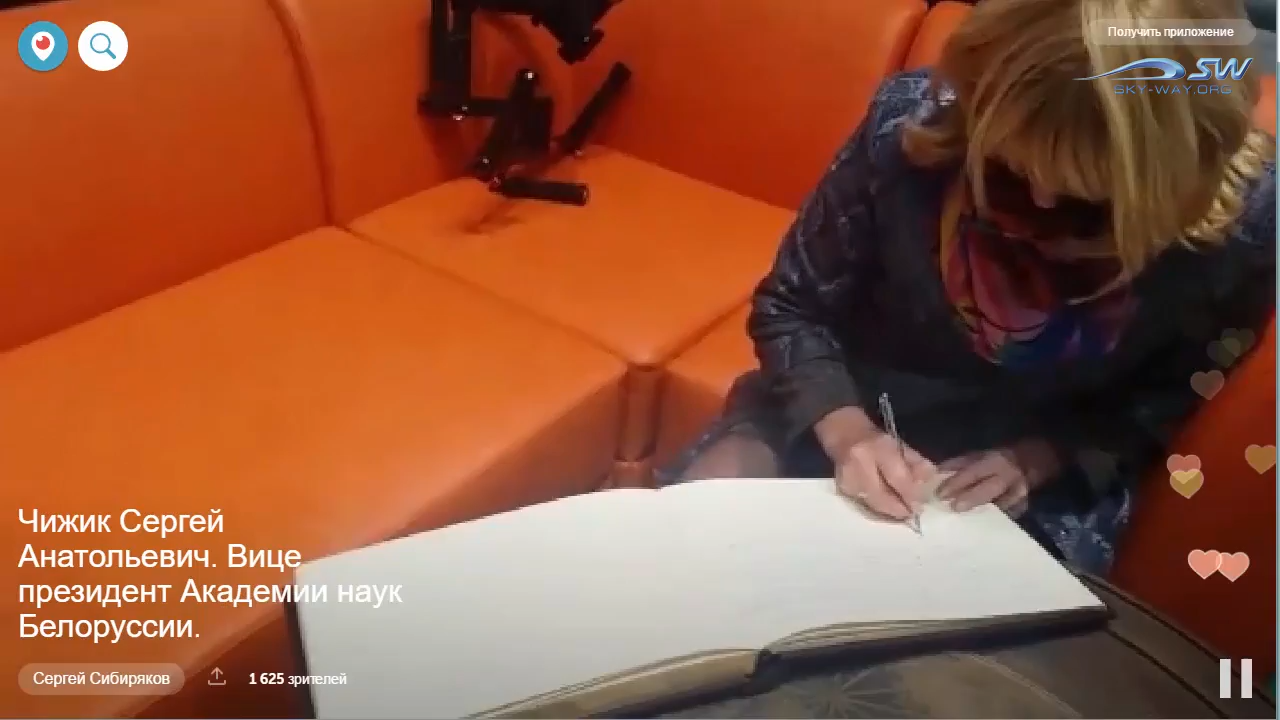 Получить приложение
SW
SKY-WAY.ORG
Чижик Сергей
Анатольевич. Вице
президент Академии наук
Белоруссии.
Сергей Сибиряков
1 625 зрителей